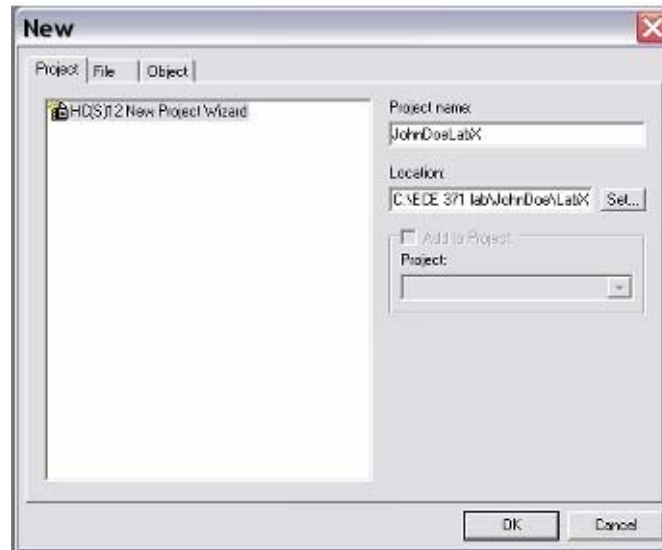 New
Project File Object
HC(S)12 New Project Wizard
Project name:
JohnDoeLabX
Location:
C:\ECE 371 lab\JohnDoe\LabX Set...
Add to Project:
Project:
OK Cancel